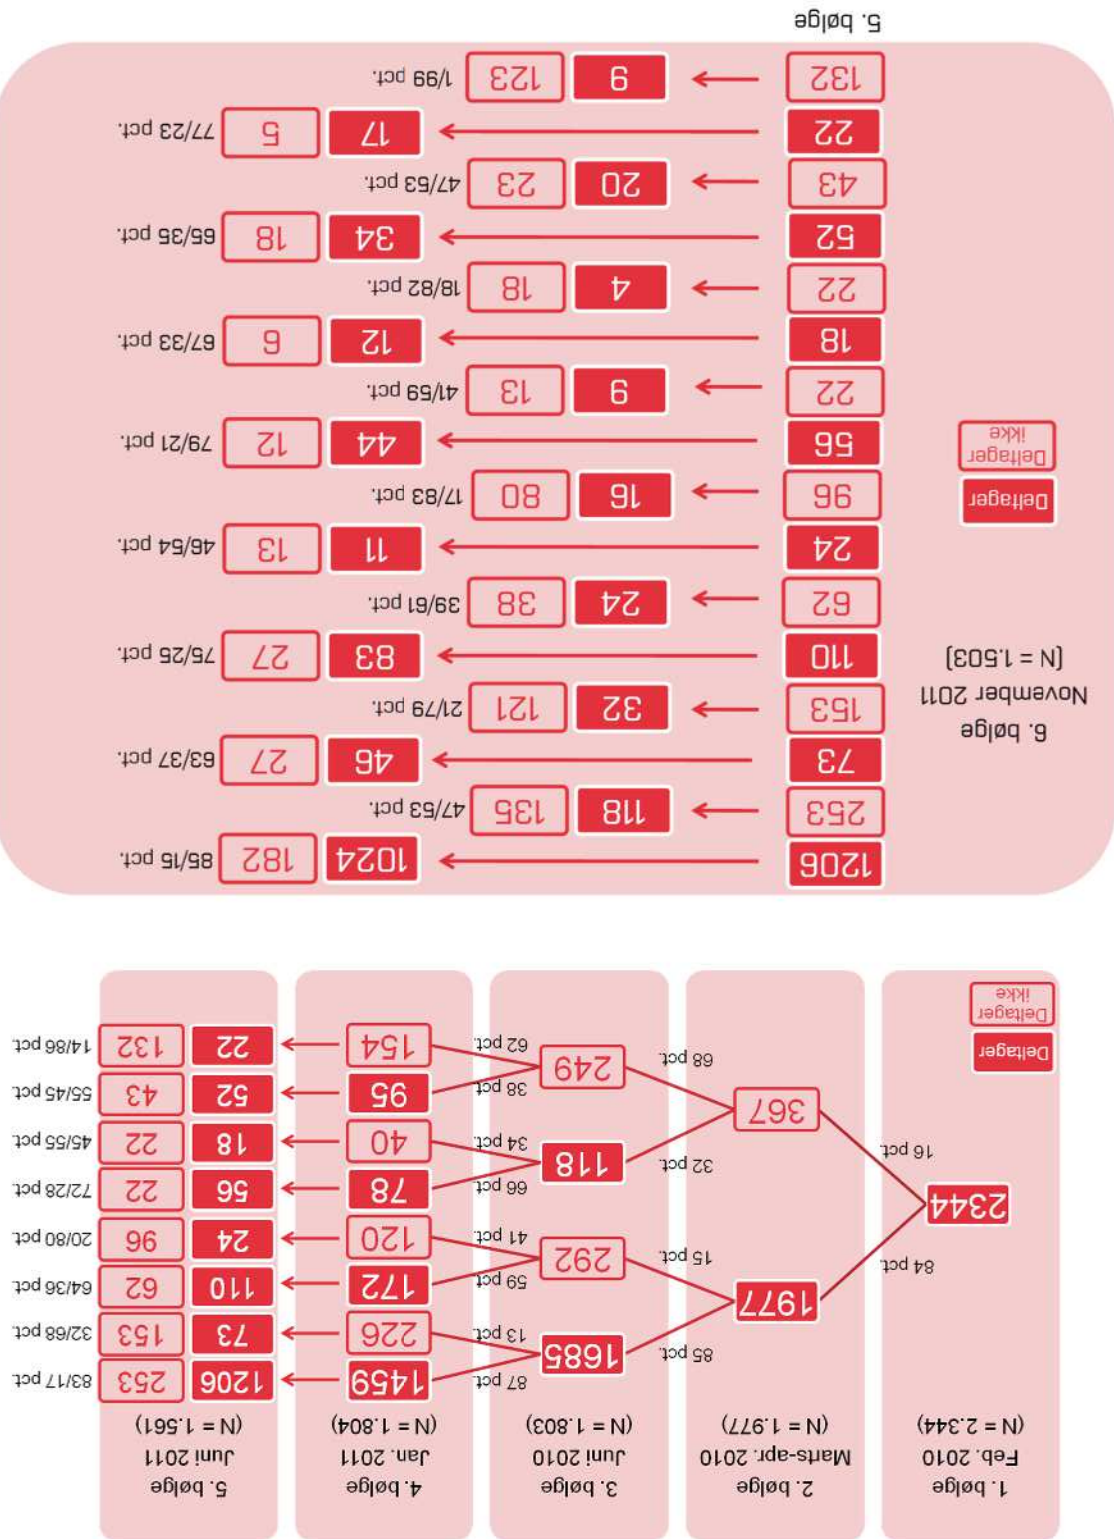 1. bølge
Feb. 2010
(N = 2.344)
2344
84 pct.
16 pct.
Deltager
Deltager
ikke
2. bølge
Marts-apr. 2010
(N = 1.977)
1977
367
85 pct.
15 pct.
32 pct.
68 pct.
3. bølge
Juni 2010
(N = 1.803)
1685
292
118
249
87 pct.
13 pct.
59 pct.
41 pct.
66 pct.
34 pct.
38 pct.
62 pct.
4. bølge
Jan. 2011
(N = 1.804)
1459
226
172
120
78
40
95
154
5. bølge
Juni 2011
(N = 1.561)
1206 253 83/17 pct.
73 153 32/68 pct.
110 62 64/36 pct.
24 96 20/80 pct.
56 22 72/28 pct.
18 22 45/55 pct.
52 43 55/45 pct.
22 132 14/86 pct.
6. bølge
November 2011
(N = 1.503)
Deltager
Deltager
ikke
1206 1024 182 85/15 pct.
253 118 135 47/53 pct.
73 46 27 63/37 pct.
153 32 121 21/79 pct.
110 83 27 75/25 pct.
62 24 38 39/61 pct.
24 11 13 46/54 pct.
96 16 80 17/83 pct.
56 44 12 79/21 pct.
22 9 13 41/59 pct.
18 12 6 67/33 pct.
22 4 18 18/82 pct.
52 34 18 65/35 pct.
43 20 23 47/53 pct.
22 17 5 77/23 pct.
132 9 123 1/99 pct.
5. bølge